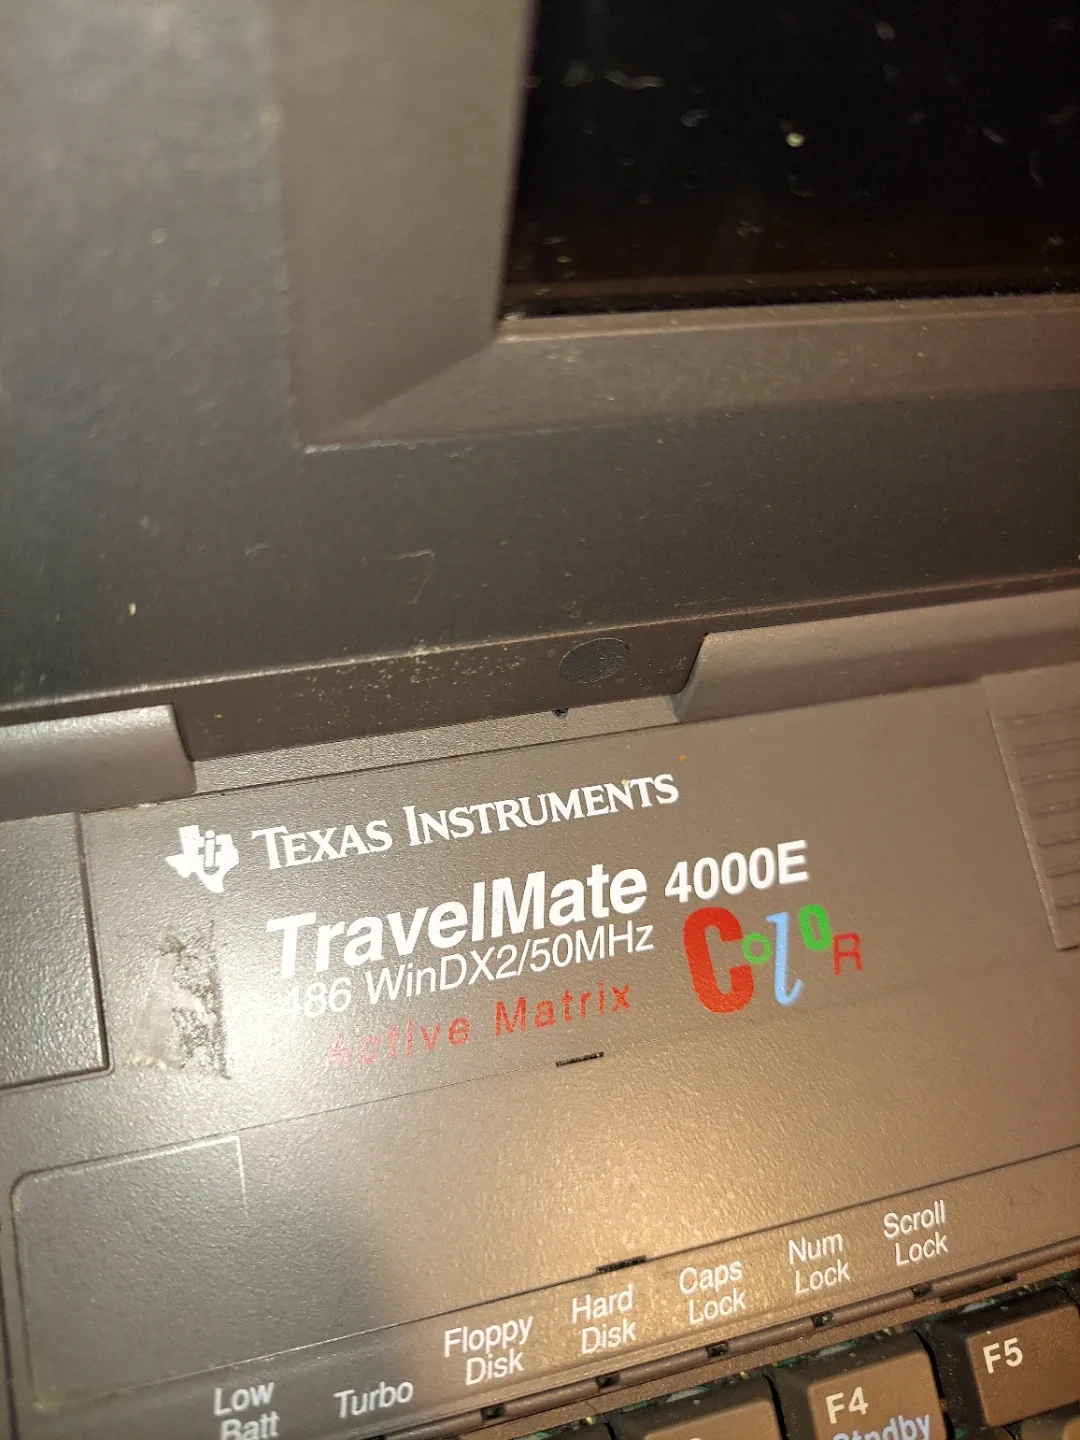 TEXAS INSTRUMENTS
TravelMate 4000E
486 WinDX2/50MHz
Active Matrix Color
Low Batt
Turbo
Floppy Disk
Hard Disk
Caps Lock
Num Lock
Scroll Lock
F4
Stndby
F5